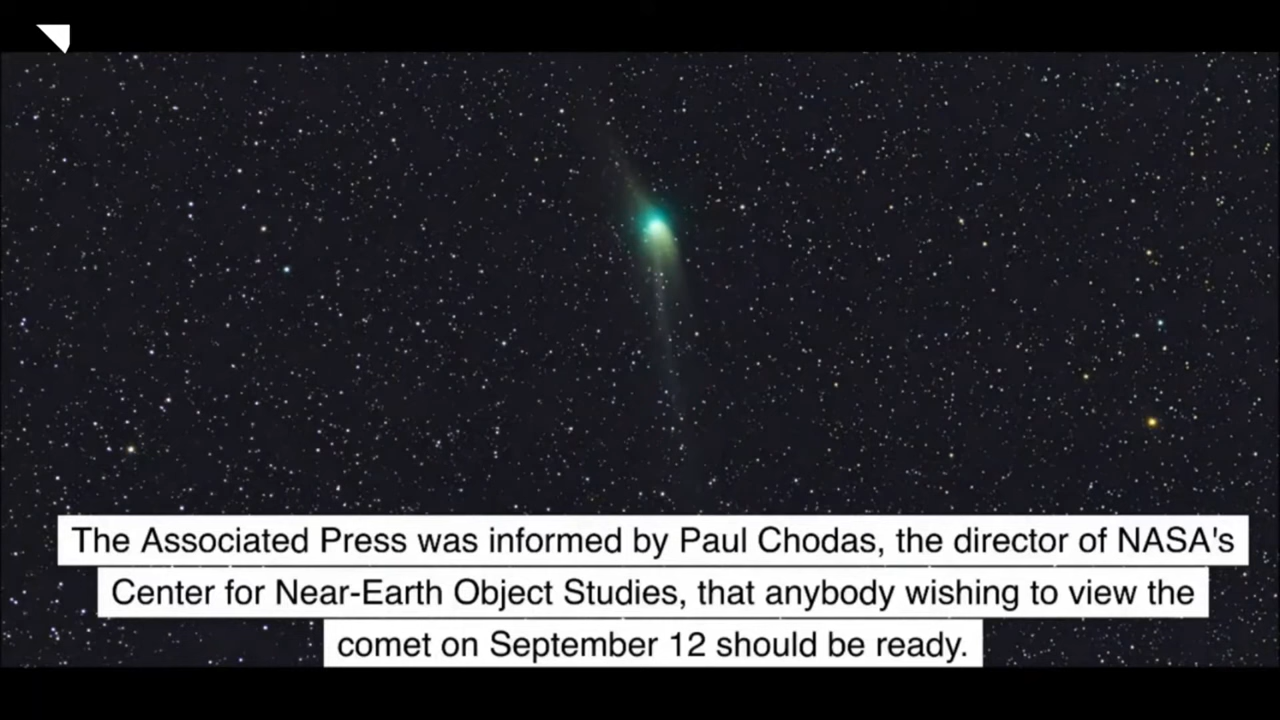 The Associated Press was informed by Paul Chodas, the director of NASA's
Center for Near-Earth Object Studies, that anybody wishing to view the
comet on September 12 should be ready.